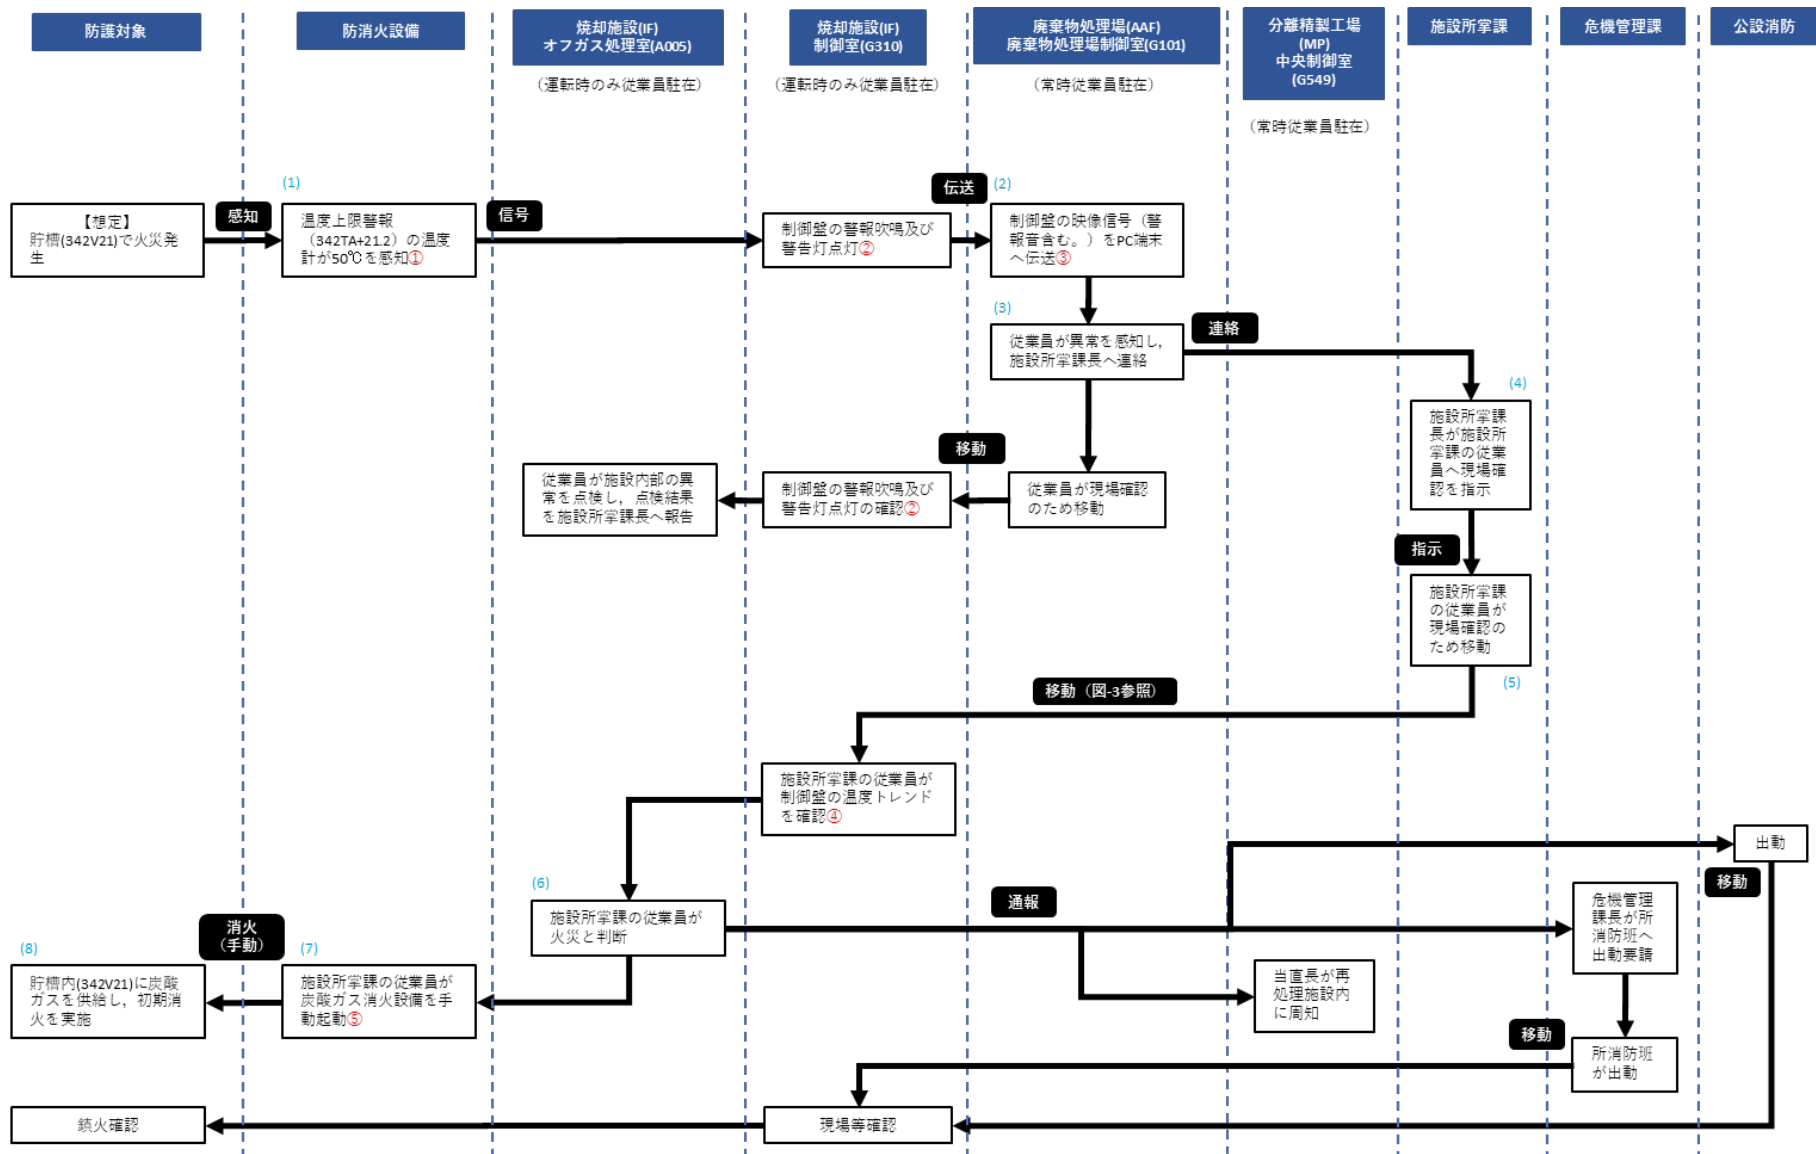 防護対象
防消火設備
焼却施設(IF)
オフガス処理室(A005)
（運転時のみ従業員駐在）
焼却施設(IF)
制御室(G310)
（運転時のみ従業員駐在）
廃棄物処理場(AAF)
廃棄物処理場制御室(G101)
（常時従業員駐在）
分離精製工場
(MP)
中央制御室
(G549)
（常時従業員駐在）
施設所掌課
危機管理課
公設消防
【想定】
貯槽(342V21)で火災発
生
感知
(1)
温度上限警報
（342TA+21.2）の温度
計が50℃を感知①
信号
制御盤の警報吹鳴及び
警告灯点灯②
伝送
(2)
制御盤の映像信号（警
報音含む。）をPC端末
へ伝送③
(3)
従業員が異常を感知し，
施設所掌課長へ連絡
連絡
(4)
施設所掌課
長が施設所
掌課の従業
員へ現場確
認を指示
従業員が現場確認
のため移動
移動
制御盤の警報吹鳴及び
警告灯点灯の確認②
従業員が施設内部の異
常を点検し，点検結果
を施設所掌課長へ報告
指示
施設所掌課
の従業員が
現場確認の
ため移動
(5)
移動（図-3参照）
施設所掌課の従業員が
制御盤の温度トレンド
を確認④
(6)
施設所掌課の従業員が
火災と判断
通報
出動
移動
危機管理
課長が所
消防班へ
出動要請
当直長が再
処理施設内
に周知
(7)
施設所掌課の従業員が
炭酸ガス消火設備を手
動起動⑤
消火
（手動）
(8)
貯槽内(342V21)に炭酸
ガスを供給し，初期消
火を実施
移動
所消防班
が出動
現場等確認
鎮火確認